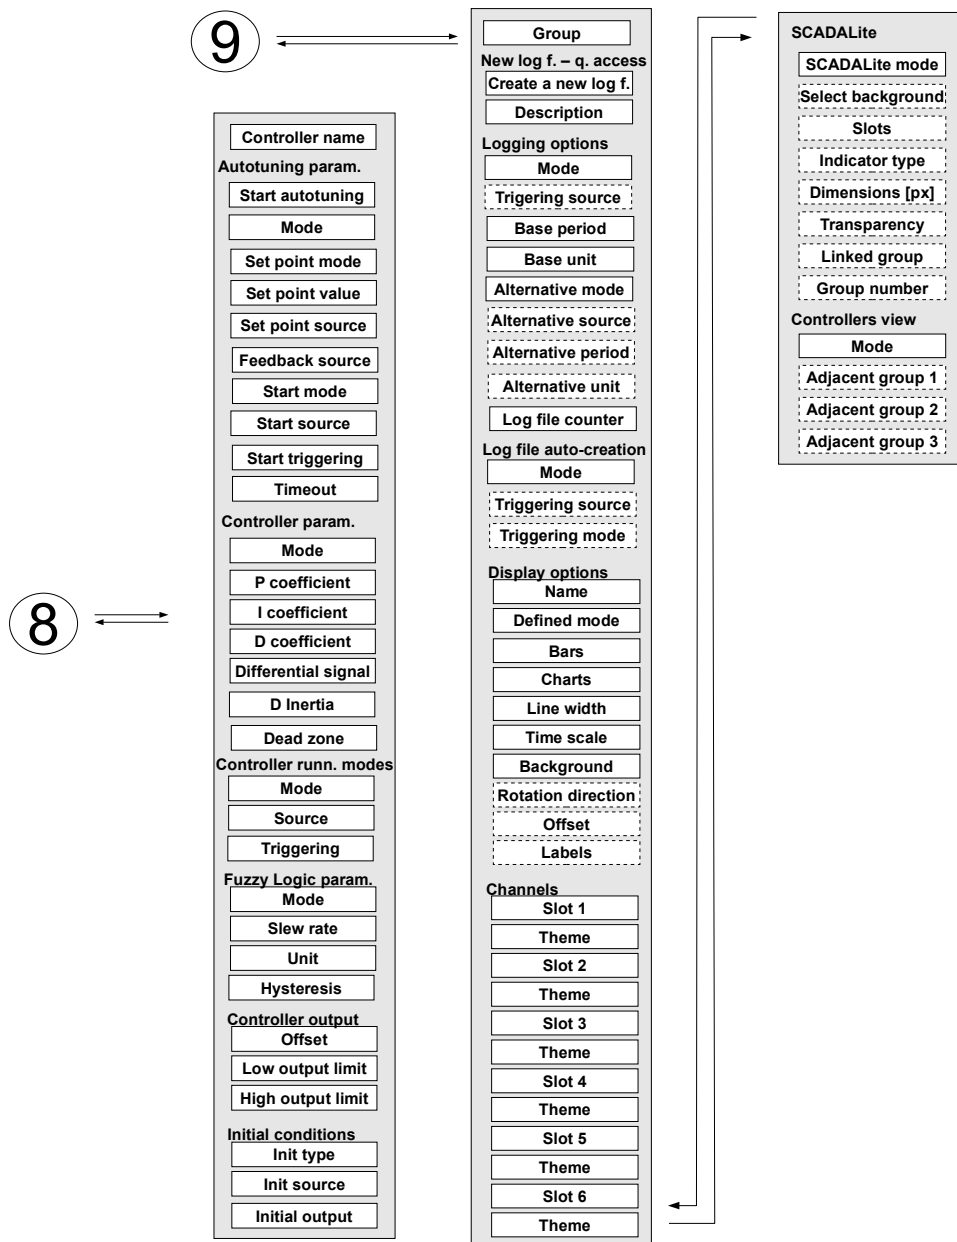 9
8
Controller name
Autotuning param.
Start autotuning
Mode
Set point mode
Set point value
Set point source
Feedback source
Start mode
Start source
Start triggering
Timeout
Controller param.
Mode
P coefficient
I coefficient
D coefficient
Differential signal
D Inertia
Dead zone
Controller runn. modes
Mode
Source
Triggering
Fuzzy Logic param.
Mode
Slew rate
Unit
Hysteresis
Controller output
Offset
Low output limit
High output limit
Initial conditions
Init type
Init source
Initial output
Group
New log f. – q. access
Create a new log f.
Description
Logging options
Mode
Trigering source
Base period
Base unit
Alternative mode
Alternative source
Alternative period
Alternative unit
Log file counter
Log file auto-creation
Mode
Triggering source
Triggering mode
Display options
Name
Defined mode
Bars
Charts
Line width
Time scale
Background
Rotation direction
Offset
Labels
Channels
Slot 1
Theme
Slot 2
Theme
Slot 3
Theme
Slot 4
Theme
Slot 5
Theme
Slot 6
Theme
SCADALite
SCADALite mode
Select background
Slots
Indicator type
Dimensions [px]
Transparency
Linked group
Group number
Controllers view
Mode
Adjacent group 1
Adjacent group 2
Adjacent group 3